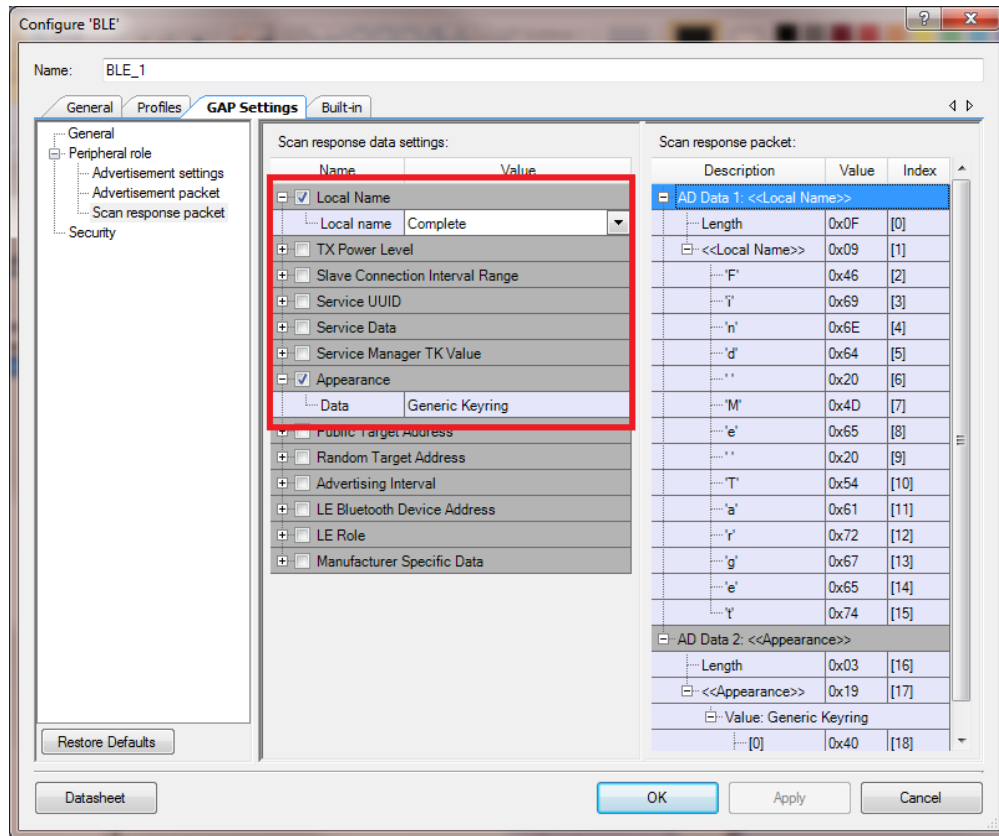 Configure 'BLE'
Name: BLE_1
General Profiles GAP Settings Built-in
General
Peripheral role
Advertisement settings
Advertisement packet
Scan response packet
Security
Restore Defaults
Scan response data settings:
Name Value
Local Name
Local name Complete
TX Power Level
Slave Connection Interval Range
Service UUID
Service Data
Service Manager TK Value
Appearance
Data Generic Keyring
Public Target Address
Random Target Address
Advertising Interval
LE Bluetooth Device Address
LE Role
Manufacturer Specific Data
Scan response packet:
Description Value Index
AD Data 1: <<Local Name>>
Length 0x0F [0]
<<Local Name>> 0x09 [1]
'F' 0x46 [2]
'i' 0x69 [3]
'n' 0x6E [4]
'd' 0x64 [5]
' ' 0x20 [6]
'M' 0x4D [7]
'e' 0x65 [8]
' ' 0x20 [9]
'T' 0x54 [10]
'a' 0x61 [11]
'r' 0x72 [12]
'g' 0x67 [13]
'e' 0x65 [14]
't' 0x74 [15]
AD Data 2: <<Appearance>>
Length 0x03 [16]
<<Appearance>> 0x19 [17]
Value: Generic Keyring
[0] 0x40 [18]
Datasheet OK Apply Cancel